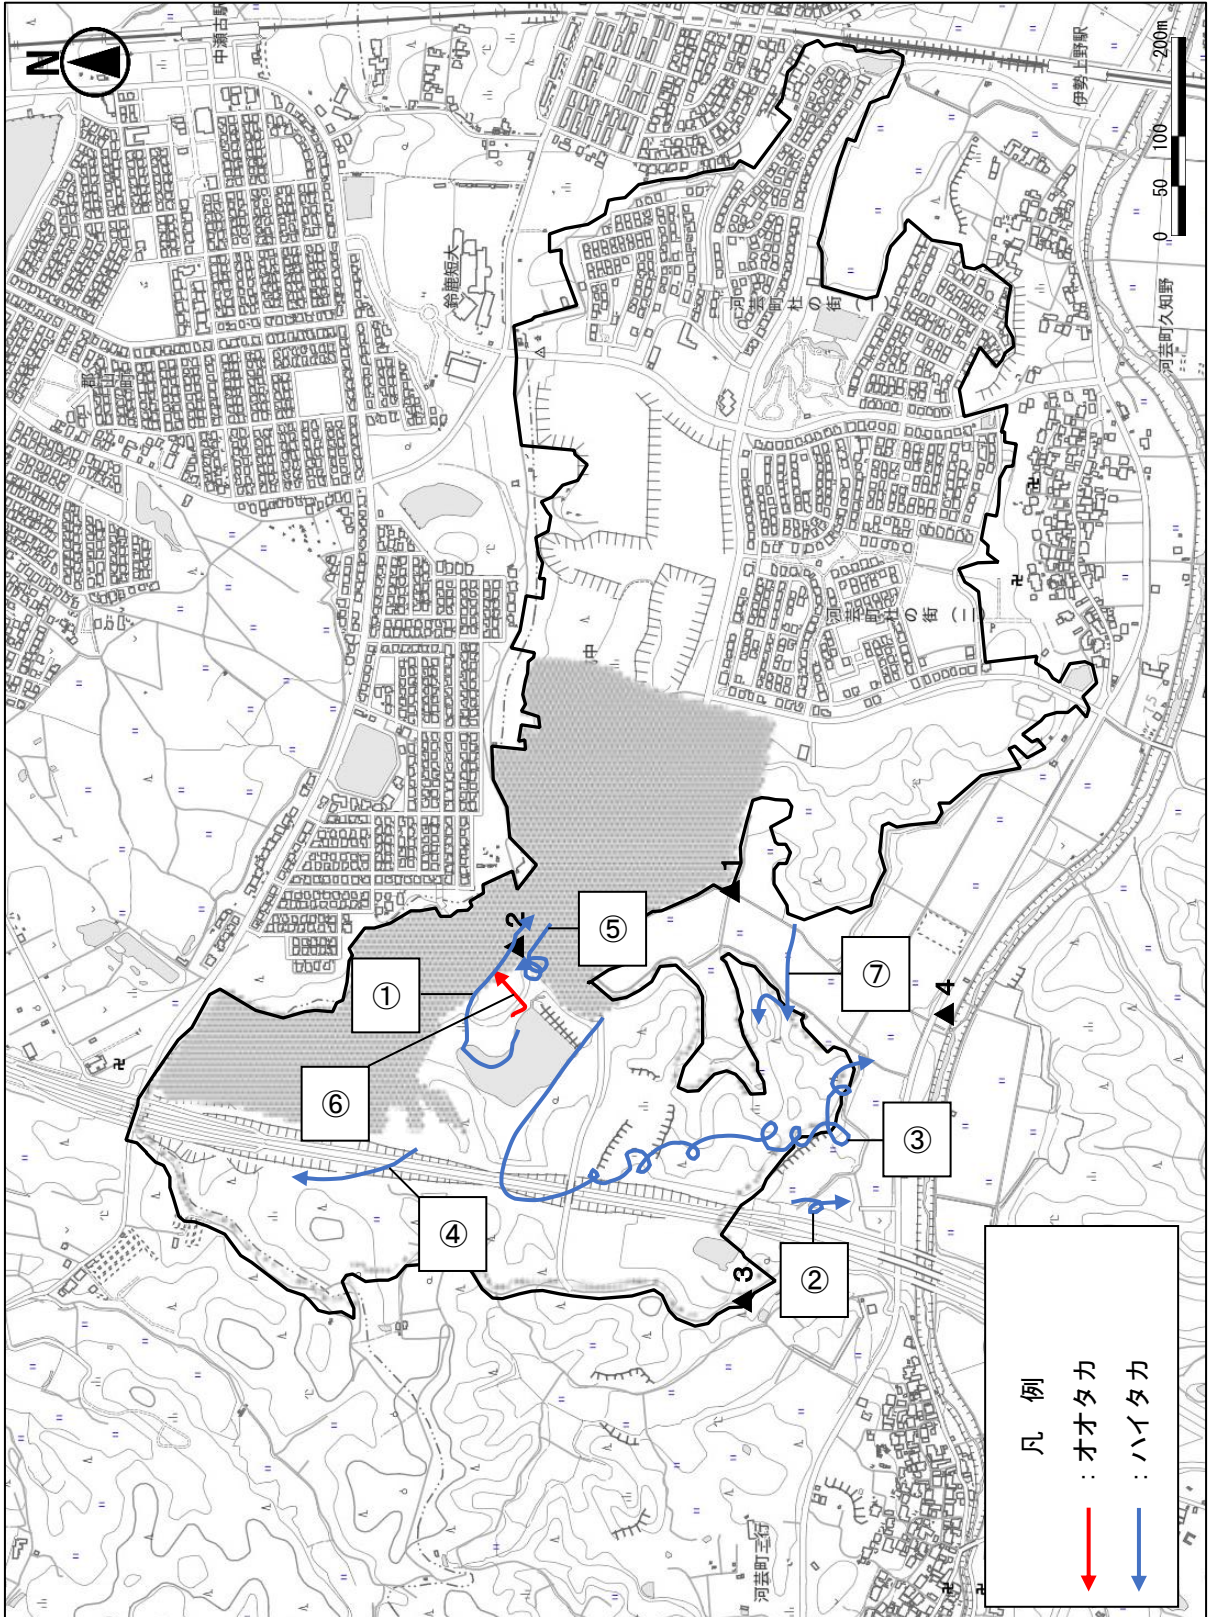 N
中瀬古駅
伊勢上野駅
0 50 100 200m
鈴鹿短大
河芸町久知野
河芸町杜の街(一)
河芸町杜の街(二)
中
1
2
3
4
①
②
③
④
⑤
⑥
⑦
7.5
河芸町三行
凡 例
:オオタカ
:ハイタカ